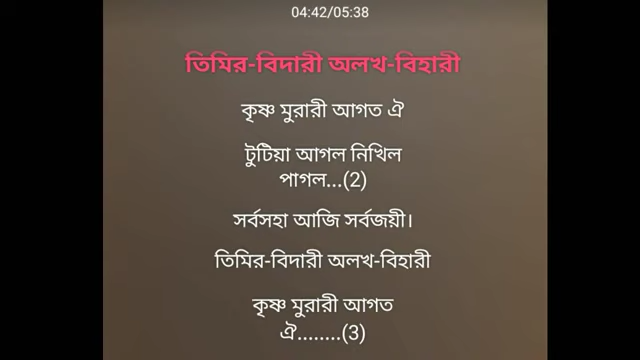 04:42/05:38
তিমির-বিদারী অলখ-বিহারী
কৃষ্ণ মুরারী আগত ঐ
টুটিয়া আগল নিখিল
পাগল...(2)
সর্বসহা আজি সর্বজয়ী।
তিমির-বিদারী অলখ-বিহারী
কৃষ্ণ মুরারী আগত
ঐ........(3)